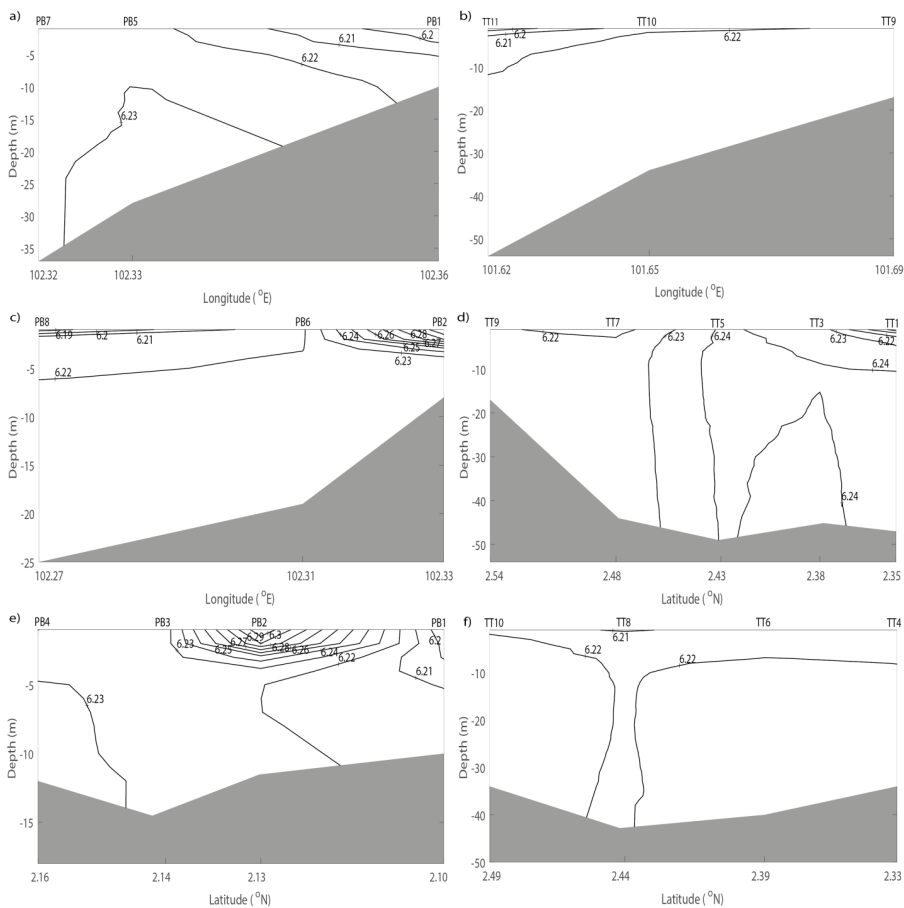 a)
PB7 PB5 PB1
-5
-10
-15
-20
-25
-30
-35
Depth (m)
6.21
6.2
6.22
6.23
102.32 102.33 102.36
Longitude ( °E)
b)
TT11 TT10 TT9
-10
-20
-30
-40
-50
Depth (m)
6.2
6.21
6.22
101.62 101.65 101.69
Longitude ( °E)
c)
PB8 PB6 PB2
-5
-10
-15
-20
-25
Depth (m)
6.19
6.2
6.21
6.22
6.24
6.26
6.28
6.27
6.25
6.23
102.27 102.31 102.33
Longitude ( °E)
d)
TT9 TT7 TT5 TT3 TT1
-10
-20
-30
-40
-50
Depth (m)
6.22
6.23
6.24
6.23
6.22
6.24
6.24
2.54 2.48 2.43 2.38 2.35
Latitude ( °N)
e)
PB4 PB3 PB2 PB1
-5
-10
-15
Depth (m)
6.23
6.23
6.25
6.27
6.29
6.3
6.28
6.26
6.24
6.22
6.2
6.21
2.16 2.14 2.13 2.10
Latitude ( °N)
f)
TT10 TT8 TT6 TT4
-10
-20
-30
-40
-50
Depth (m)
6.21
6.22
6.22
2.49 2.44 2.39 2.33
Latitude ( °N)